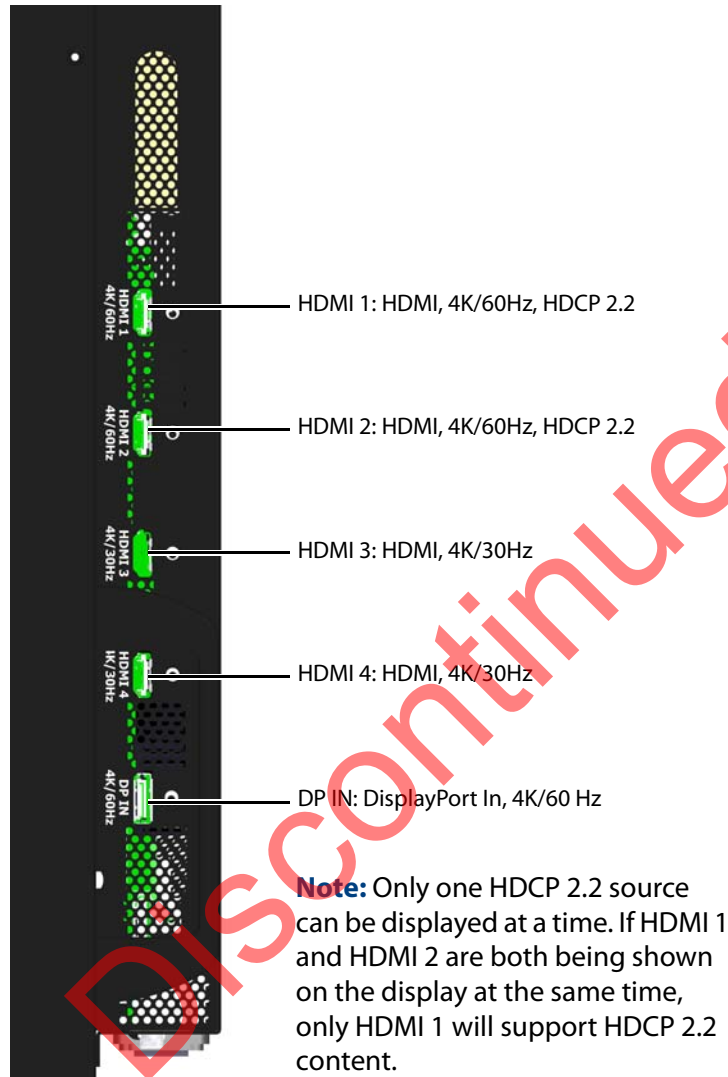 HDMI 1
4K/60Hz
HDMI 1: HDMI, 4K/60Hz, HDCP 2.2
HDMI 2
4K/60Hz
HDMI 2: HDMI, 4K/60Hz, HDCP 2.2
HDMI 3
4K/30Hz
HDMI 3: HDMI, 4K/30Hz
HDMI 4
4K/30Hz
HDMI 4: HDMI, 4K/30Hz
DP IN
4K/60Hz
DP IN: DisplayPort In, 4K/60 Hz
Note: Only one HDCP 2.2 source
can be displayed at a time. If HDMI 1
and HDMI 2 are both being shown
on the display at the same time,
only HDMI 1 will support HDCP 2.2
content.
Discontinued